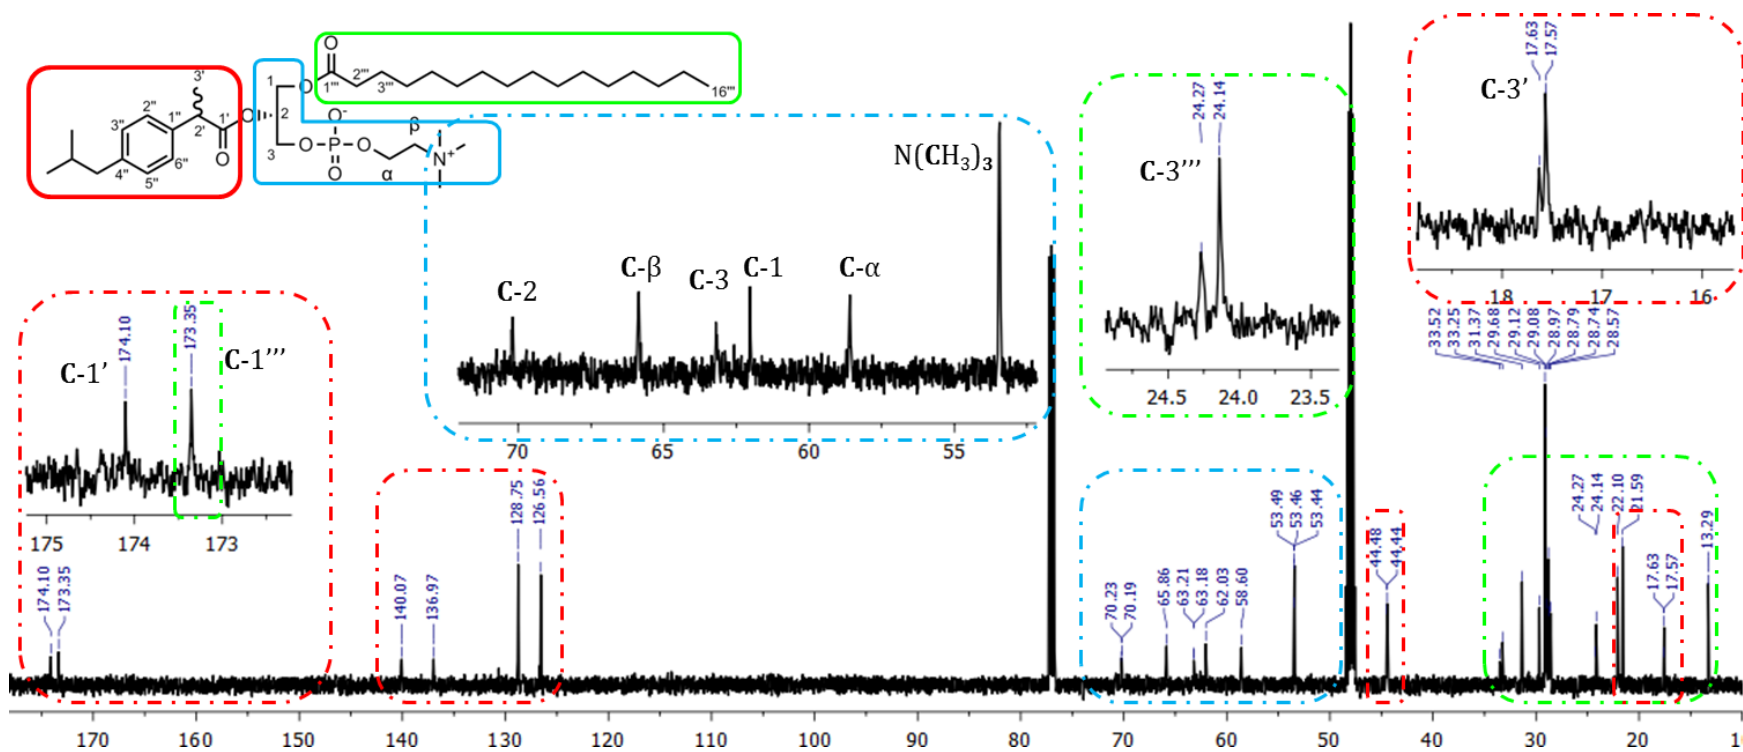 O
3'
1'''
2'''
3'''
16'''
1
O
2''
1''
2'
1'
O
2
3''
4''
5''
6''
O
3
O
P
O-
O
O
β
α
N+
C-1'
174.10
173.35
C-1'''
175 174 173
C-2
C-β
C-3
C-1
C-α
N(CH3)3
70 65 60 55
24.27
24.14
C-3'''
24.5 24.0 23.5
17.63
17.57
C-3'
18 17 16
174.10
173.35
140.07
136.97
128.75
126.56
70.23
70.19
65.86
63.21
63.18
62.03
58.60
53.49
53.46
53.44
44.48
44.44
33.52
33.25
31.37
29.68
29.12
29.08
28.97
28.79
28.74
28.57
24.27
24.14
22.10
21.59
17.63
17.57
13.29
170 160 150 140 130 120 110 100 90 80 70 60 50 40 30 20 1